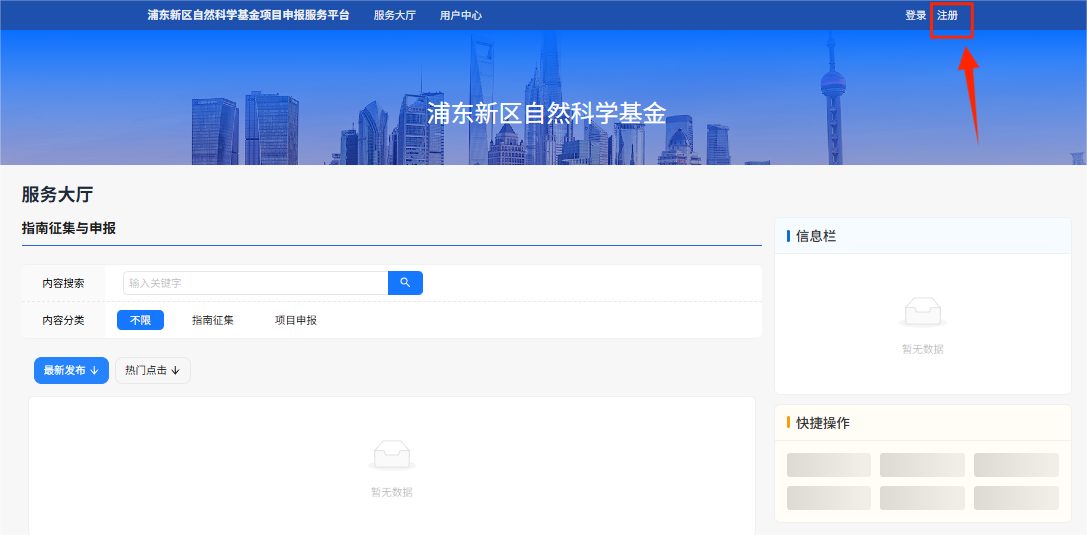 浦东新区自然科学基金项目申报服务平台 服务大厅 用户中心 登录 注册
浦东新区自然科学基金
服务大厅
指南征集与申报
信息栏
内容搜索 输入关键字
内容分类 不限 指南征集 项目申报
暂无数据
最新发布 ↓ 热门点击 ↓
快捷操作
暂无数据